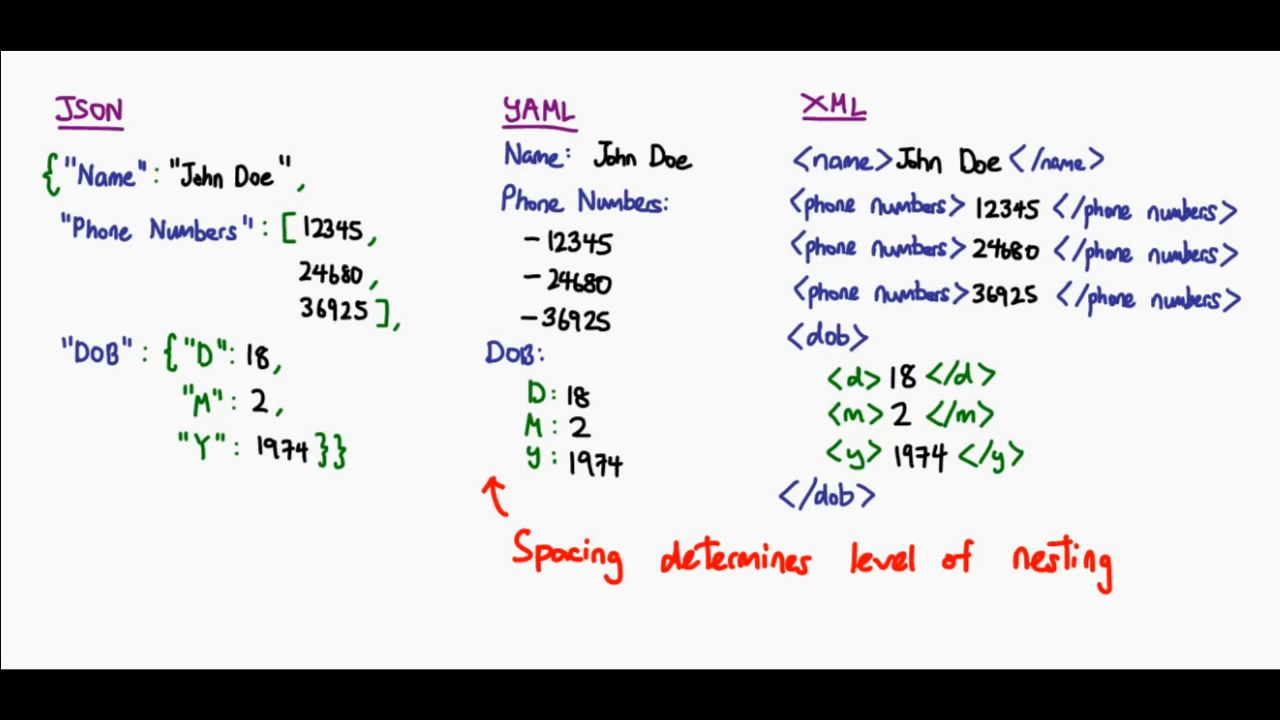 JSON
{"Name": "John Doe",
"Phone Numbers": [12345,
24680,
36925],
"DOB": {"D": 18,
"M": 2,
"Y": 1974}}
YAML
Name: John Doe
Phone Numbers:
-12345
-24680
-36925
DOB:
D: 18
M: 2
y: 1974
XML
<name>John Doe</name>
<phone numbers>12345</phone numbers>
<phone numbers>24680</phone numbers>
<phone numbers>36925</phone numbers>
<dob>
<d>18</d>
<m>2</m>
<y>1974</y>
</dob>
Spacing determines level of nesting